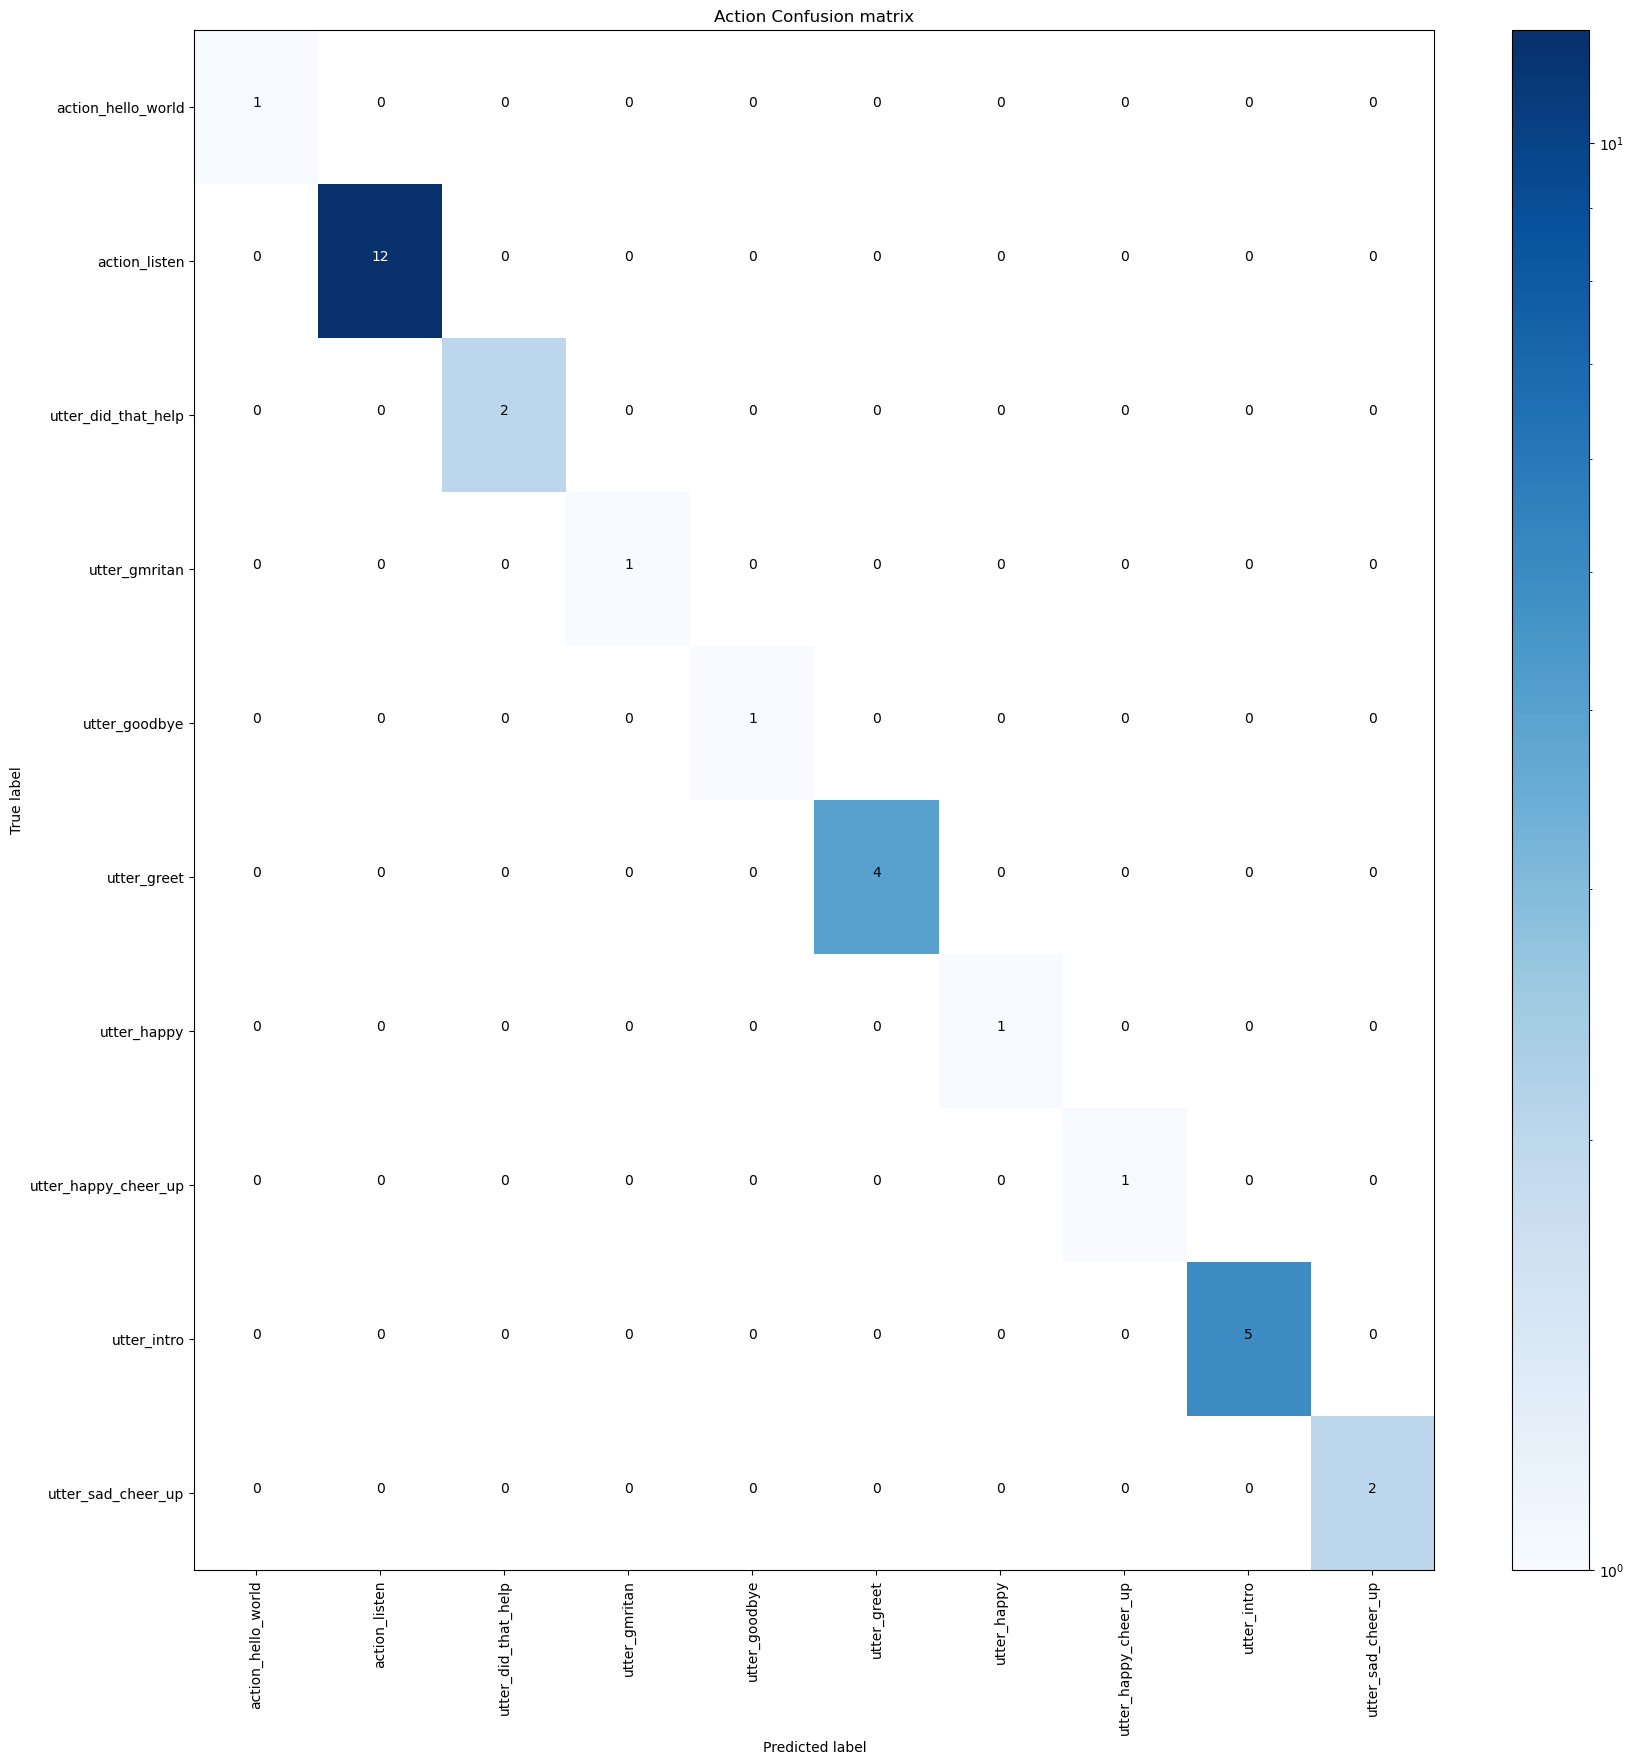 Action Confusion matrix
action_hello_world 1 0 0 0 0 0 0 0 0 0
action_listen 0 12 0 0 0 0 0 0 0 0
utter_did_that_help 0 0 2 0 0 0 0 0 0 0
utter_gmritan 0 0 0 1 0 0 0 0 0 0
utter_goodbye 0 0 0 0 1 0 0 0 0 0
utter_greet 0 0 0 0 0 4 0 0 0 0
utter_happy 0 0 0 0 0 0 1 0 0 0
utter_happy_cheer_up 0 0 0 0 0 0 0 1 0 0
utter_intro 0 0 0 0 0 0 0 0 5 0
utter_sad_cheer_up 0 0 0 0 0 0 0 0 0 2
True label
action_hello_world
action_listen
utter_did_that_help
utter_gmritan
utter_goodbye
utter_greet
utter_happy
utter_happy_cheer_up
utter_intro
utter_sad_cheer_up
Predicted label
10¹
10⁰